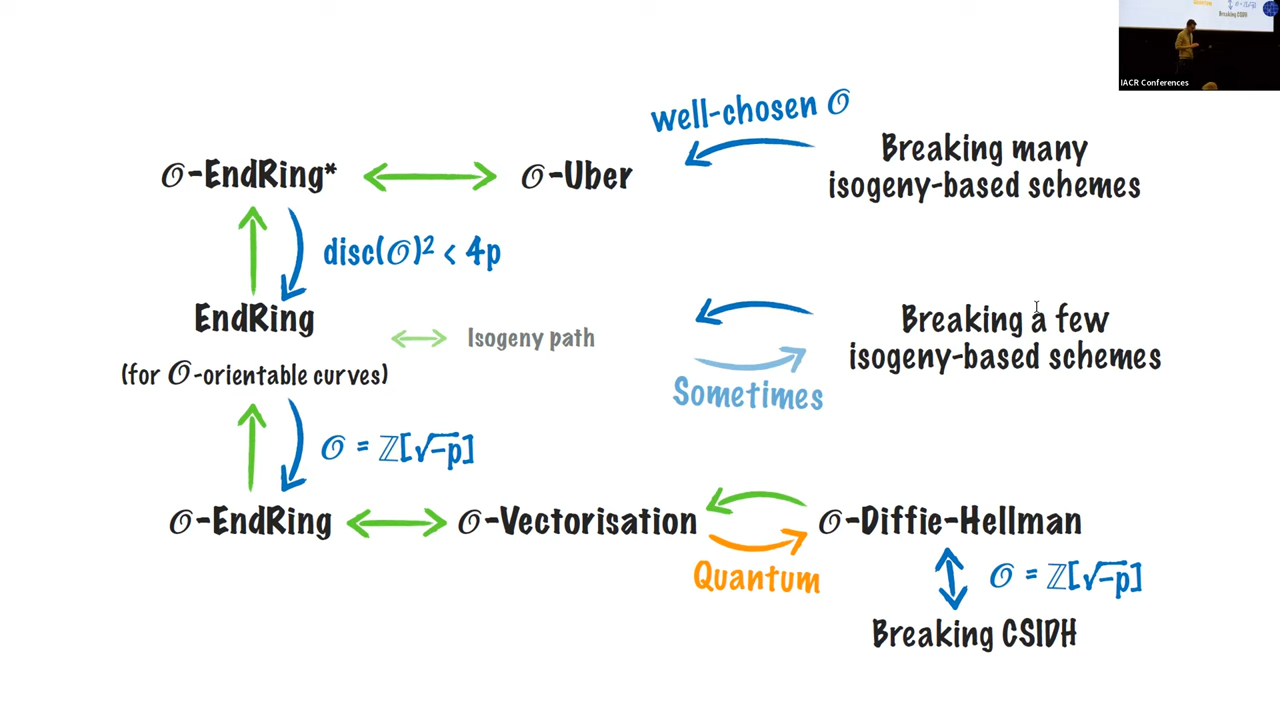 IACR Conferences
well-chosen 𝒪
Breaking many
isogeny-based schemes
𝒪-EndRing*
𝒪-Uber
disc(𝒪)² < 4p
EndRing
(for 𝒪-orientable curves)
Isogeny path
Breaking a few
isogeny-based schemes
Sometimes
𝒪 = ℤ[√-p]
𝒪-EndRing
𝒪-Vectorisation
𝒪-Diffie-Hellman
Quantum
𝒪 = ℤ[√-p]
Breaking CSIDH